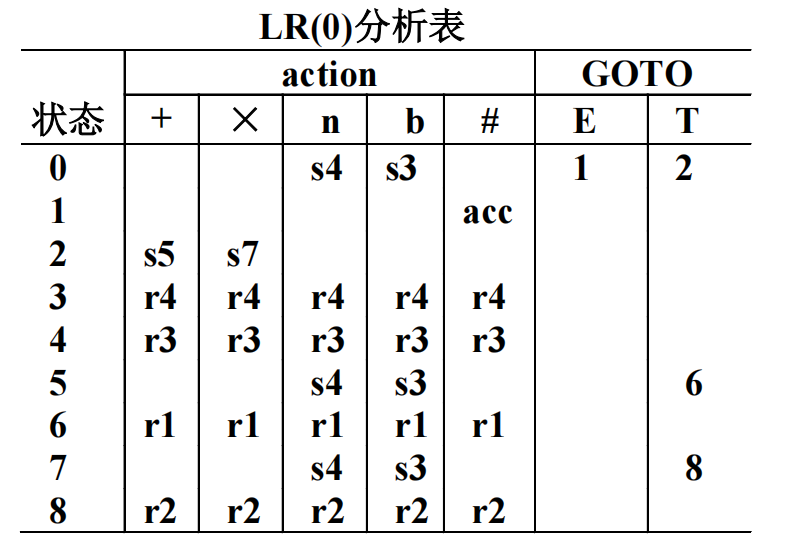 LR(0)分析表
action GOTO
状态 + × n b # E T
0 s4 s3 1 2
1 acc
2 s5 s7
3 r4 r4 r4 r4 r4
4 r3 r3 r3 r3 r3
5 s4 s3 6
6 r1 r1 r1 r1 r1
7 s4 s3 8
8 r2 r2 r2 r2 r2